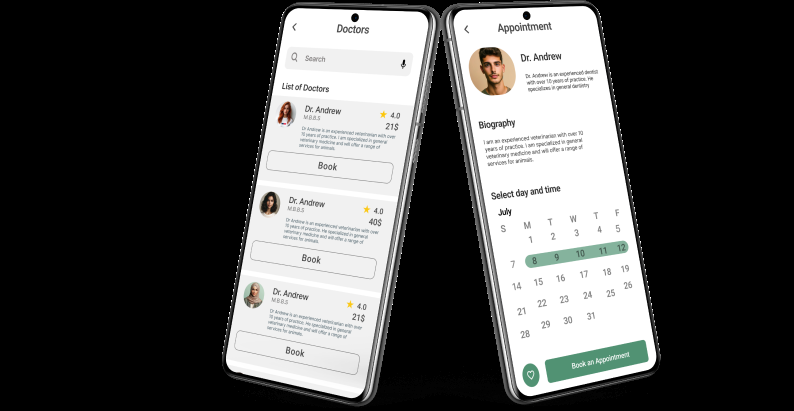 Doctors
Search
List of Doctors
Dr. Andrew
M.B.B.S
4.0
21$
Dr Andrew is an experienced veterinarian with over
10 years of practice. I am specialized in general
veterinary medicine and will offer a range of
services for animals.
Book
Dr. Andrew
M.B.B.S
4.0
40$
Dr Andrew is an experienced veterinarian with over
10 years of practice. He specialized in general
veterinary medicine and will offer a range of
services for animals.
Book
Dr. Andrew
M.B.B.S
4.0
21$
Dr Andrew is an experienced veterinarian with over
10 years of practice. He specialized in general
veterinary medicine and will offer a range of
services for animals.
Book
Appointment
Dr. Andrew
Dr. Andrew is an experienced dentist
with over 10 years of practice. He
specializes in general dentistry
Biography
I am an experienced veterinarian with over 10
years of practice. I am specialized in general
veterinary medicine and will offer a range of
services for animals.
Select day and time
July
S M T W T F
1 2 3 4 5
7 8 9 10 11 12
14 15 16 17 18 19
21 22 23 24 25 26
28 29 30 31
Book an Appointment